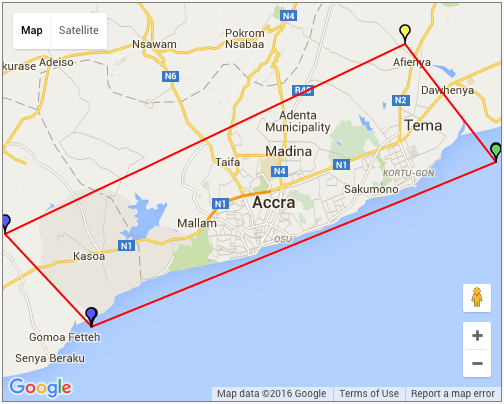 Map Satellite
N4
Pokrom
Nsabaa
Nsawam
kurase
Adeiso
N6
Afienya
R40
Dawhenya
N2
Adenta
Municipality
Tema
Madina
Taifa
N1
N4
KORTU-GON
Sakumono
N1
Accra
Mallam
OSU
N1
Kasoa
Gomoa Fetteh
Senya Beraku
Google
Map data ©2016 Google Terms of Use Report a map error